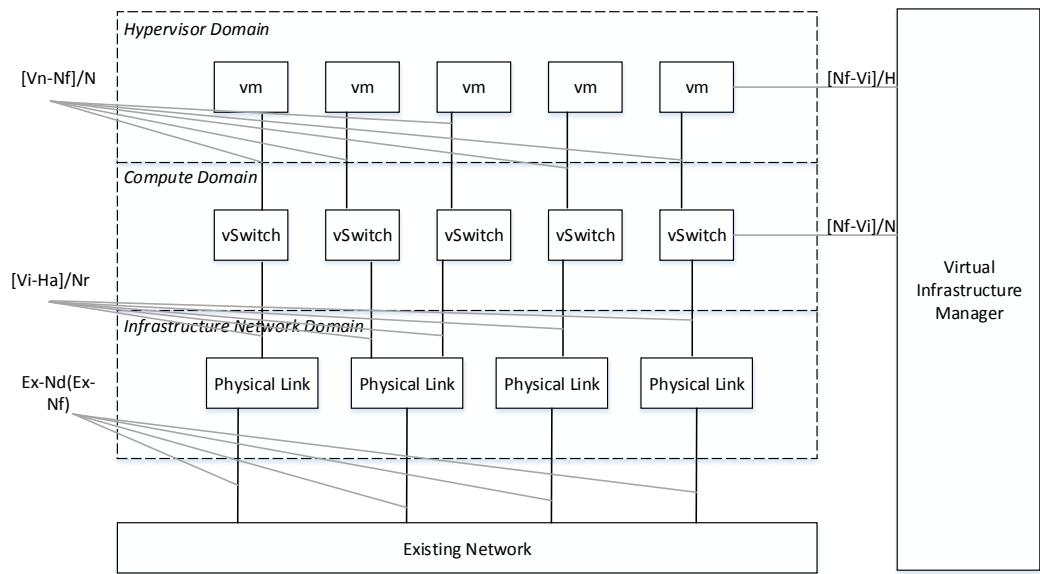 Hypervisor Domain
[Vn-Nf]/N
vm
vm
vm
vm
vm
[Nf-Vi]/H
Compute Domain
vSwitch
vSwitch
vSwitch
vSwitch
vSwitch
[Nf-Vi]/N
[Vi-Ha]/Nr
Virtual
Infrastructure
Manager
Infrastructure Network Domain
Ex-Nd(Ex-
Nf)
Physical Link
Physical Link
Physical Link
Physical Link
Existing Network